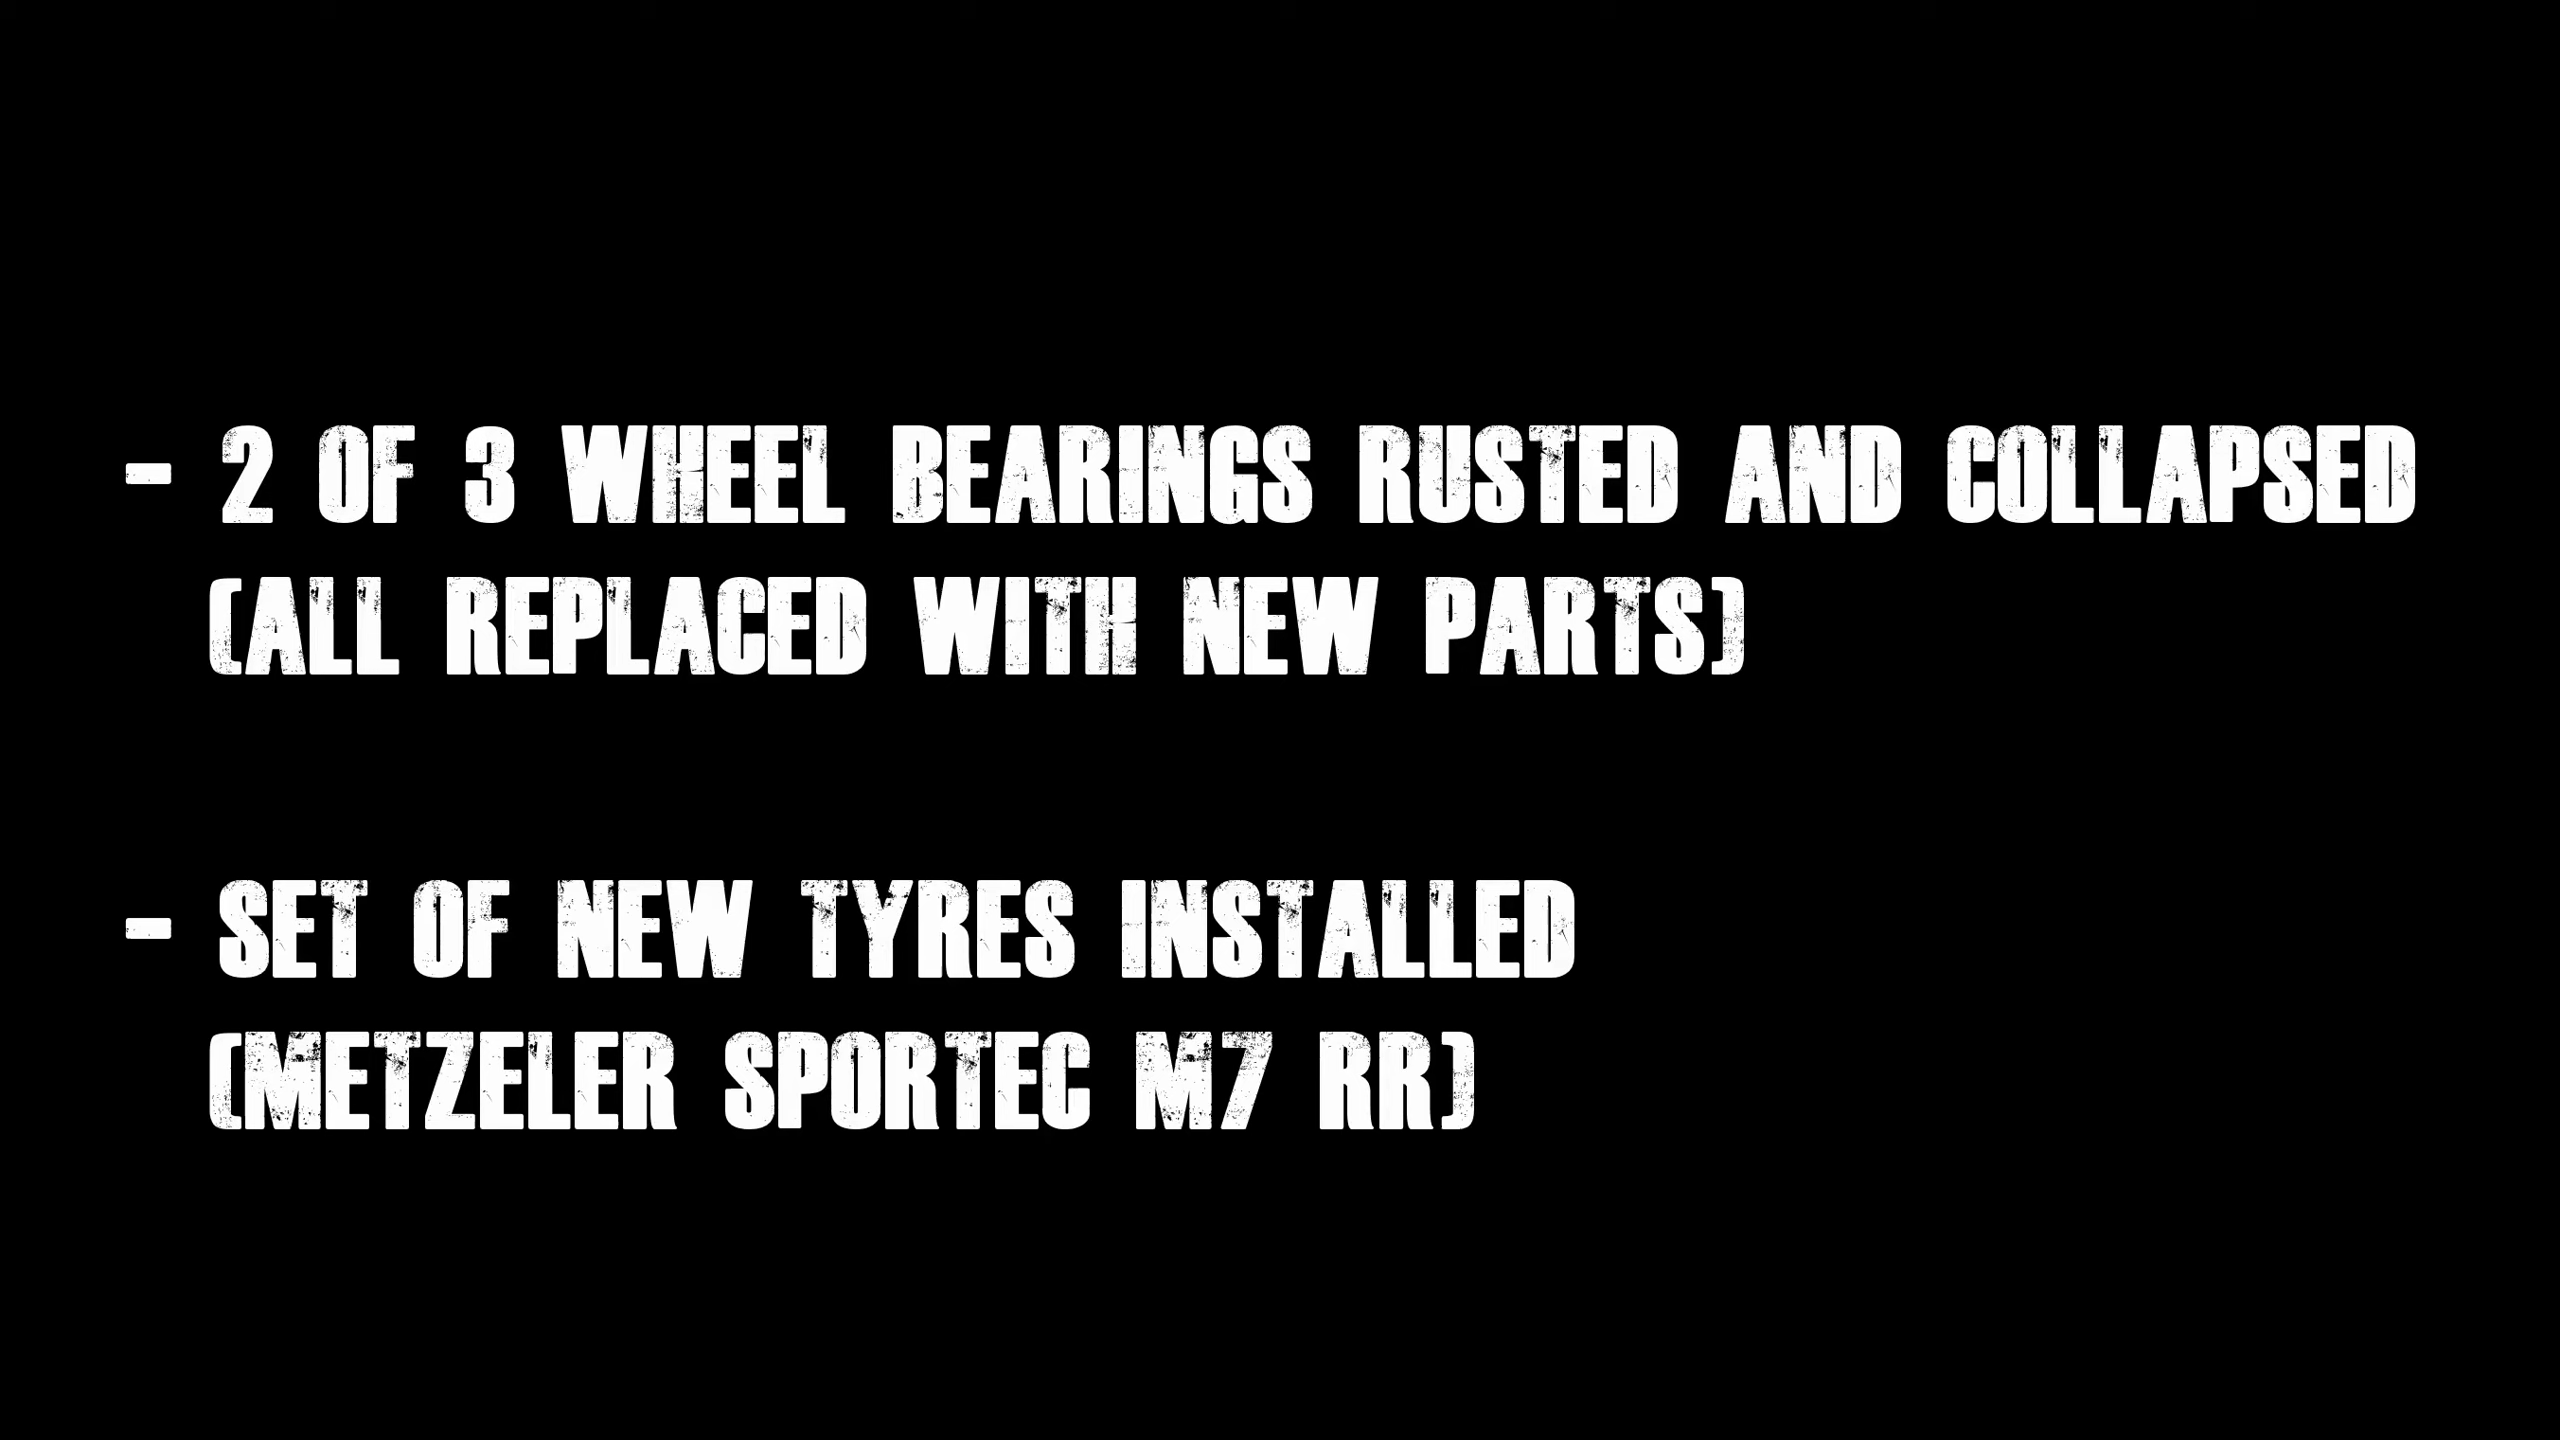 - 2 OF 3 WHEEL BEARINGS RUSTED AND COLLAPSED
(ALL REPLACED WITH NEW PARTS)
- SET OF NEW TYRES INSTALLED
(METZELER SPORTEC M7 RR)